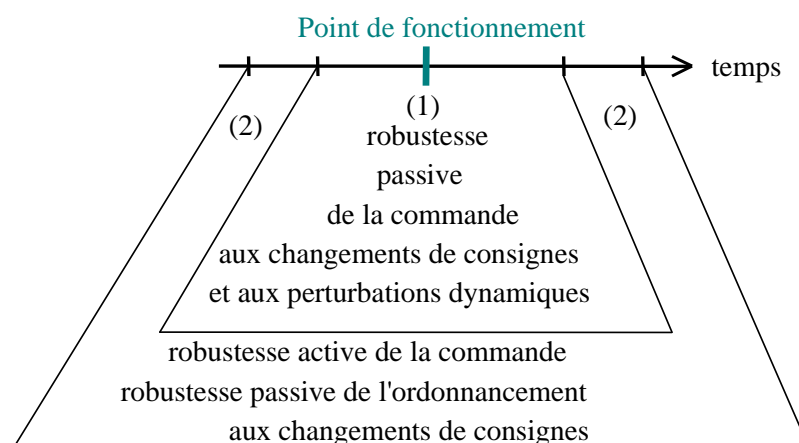 Point de fonctionnement
temps
(1)
(2)
(2)
robustesse
passive
de la commande
aux changements de consignes
et aux perturbations dynamiques
robustesse active de la commande
robustesse passive de l'ordonnancement
aux changements de consignes